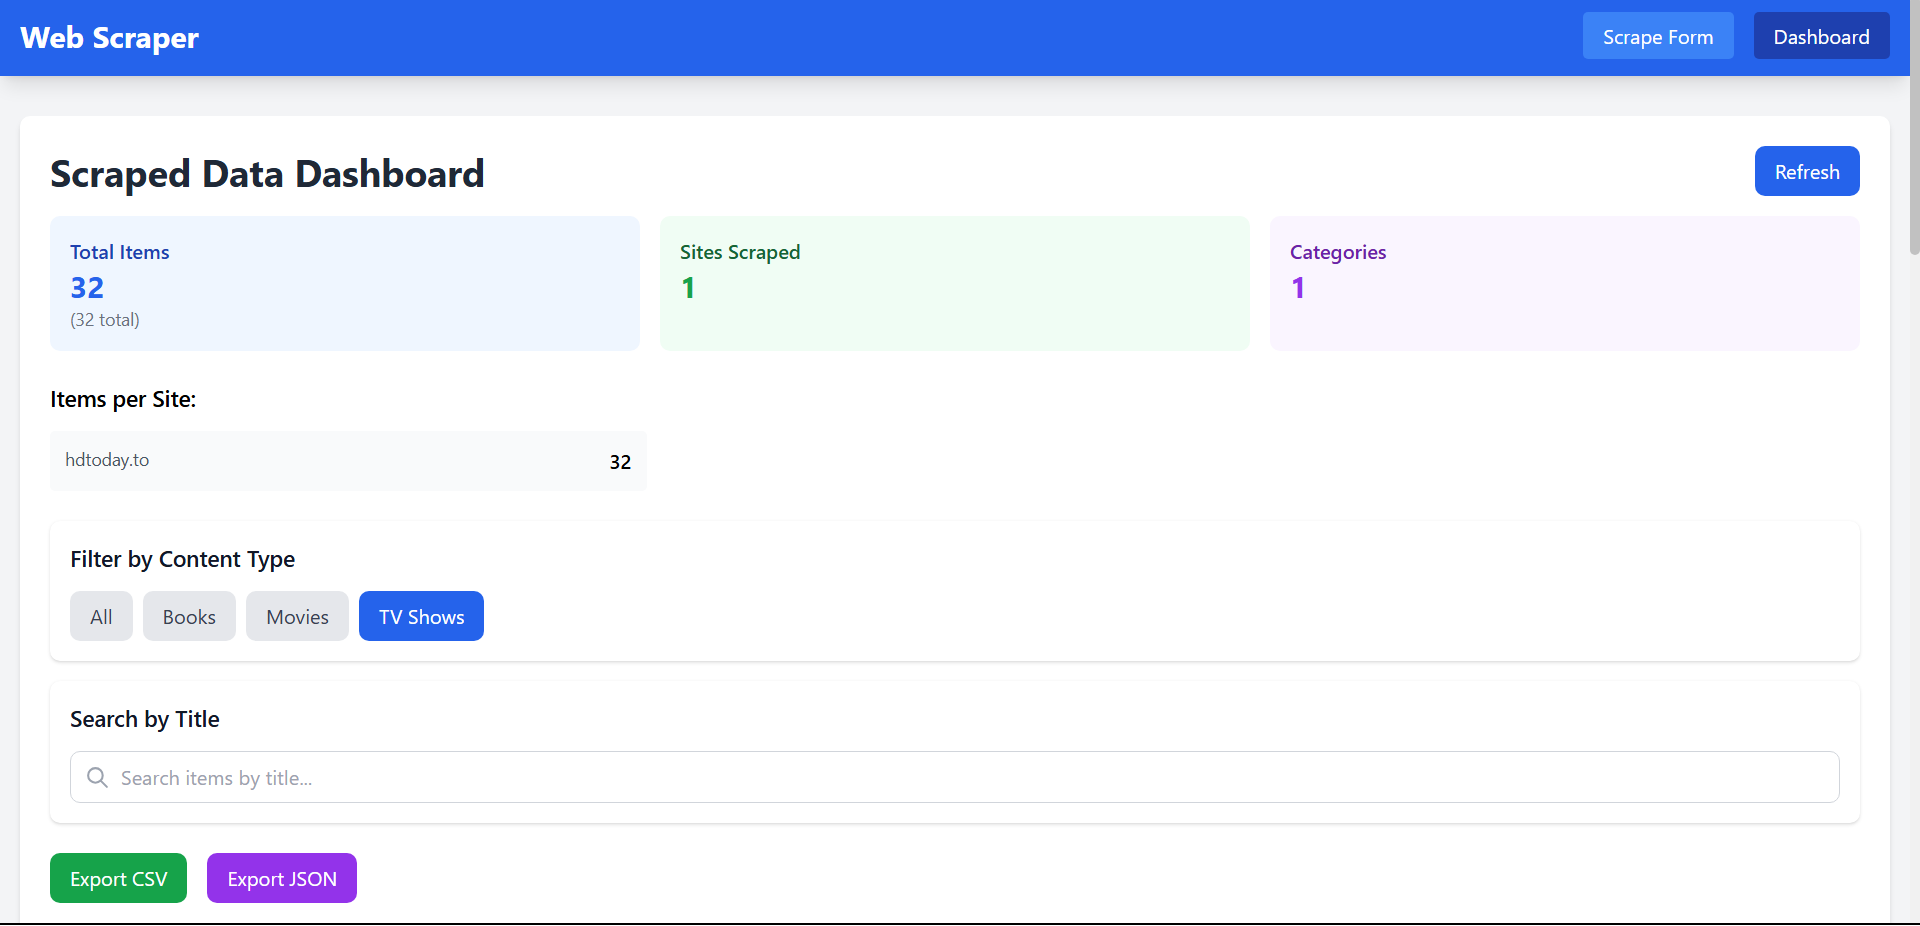 Web Scraper
Scrape Form
Dashboard
Scraped Data Dashboard
Refresh
Total Items
32
(32 total)
Sites Scraped
1
Categories
1
Items per Site:
hdtoday.to
32
Filter by Content Type
All
Books
Movies
TV Shows
Search by Title
Search items by title...
Export CSV
Export JSON